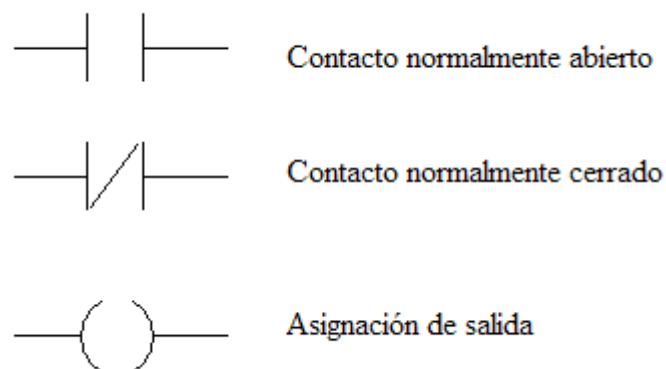 Contacto normalmente abierto
Contacto normalmente cerrado
Asignación de salida